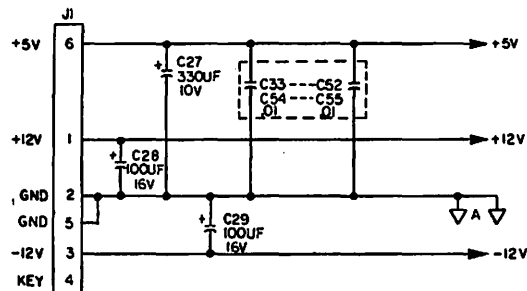 J1
+5V 6 +5V
+ C27
330UF
10V
C33 ---- C52
C54 ---- C55
.01 .01
+12V 1 +12V
+ C28
100UF
16V
GND 2
A
GND 5
+ C29
100UF
16V
-12V 3 -12V
KEY 4